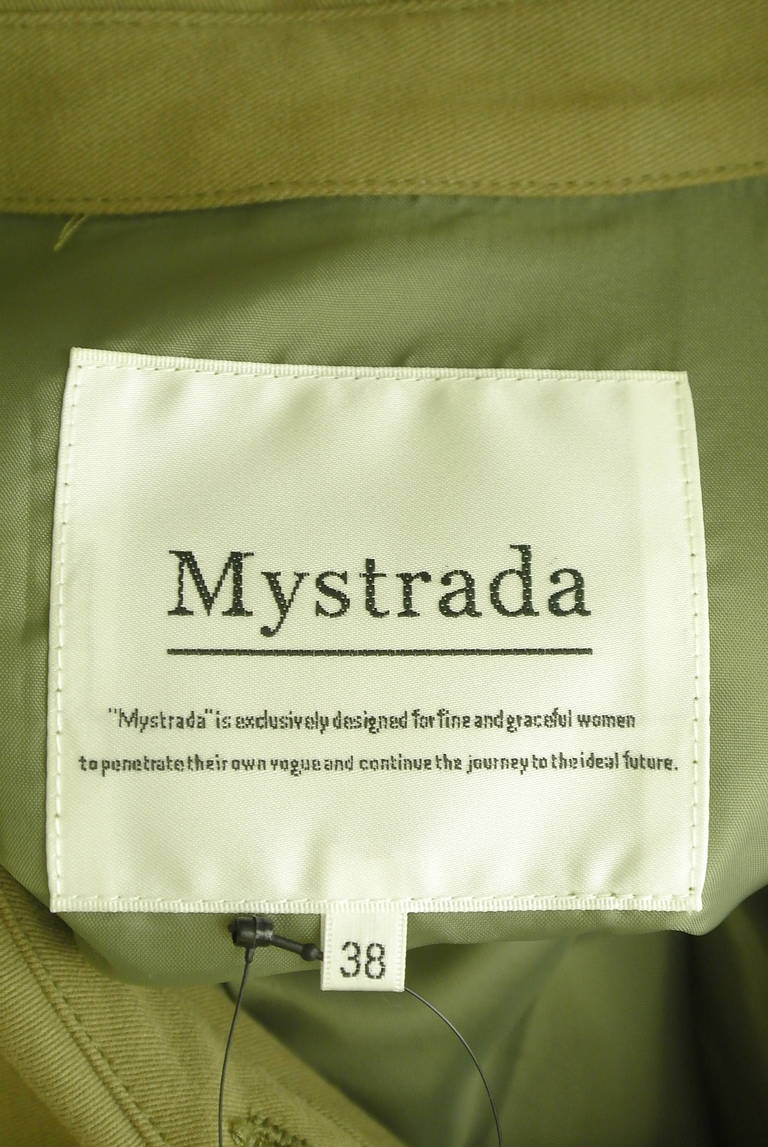 Mystrada
"Mystrada" is exclusively designed for fine and graceful women
to penetrate their own vogue and continue the journey to the ideal future.
38